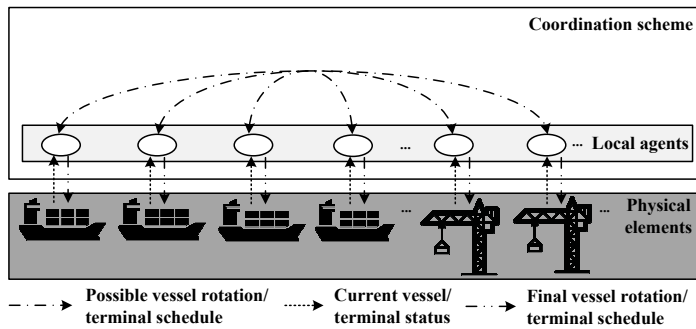 Coordination scheme
... ... Local agents
... ... Physical
elements
Possible vessel rotation/
terminal schedule
Current vessel/
terminal status
Final vessel rotation/
terminal schedule